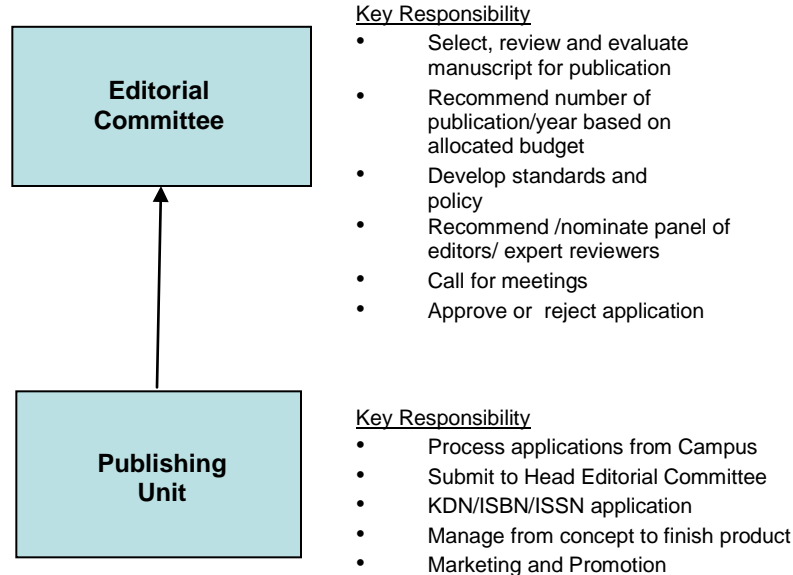 Editorial
Committee
Key Responsibility
• Select, review and evaluate
manuscript for publication
• Recommend number of
publication/year based on
allocated budget
• Develop standards and
policy
• Recommend /nominate panel of
editors/ expert reviewers
• Call for meetings
• Approve or reject application
Publishing
Unit
Key Responsibility
• Process applications from Campus
• Submit to Head Editorial Committee
• KDN/ISBN/ISSN application
• Manage from concept to finish product
• Marketing and Promotion